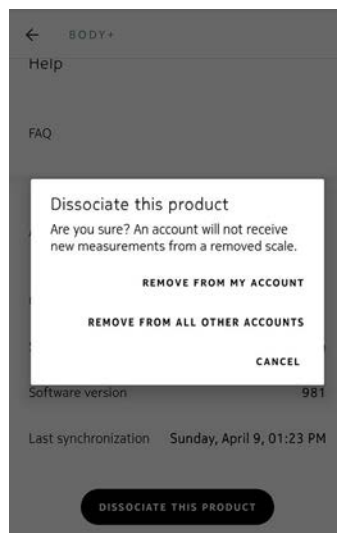 BODY+
Help
FAQ
Dissociate this product
Are you sure? An account will not receive
new measurements from a removed scale.
REMOVE FROM MY ACCOUNT
REMOVE FROM ALL OTHER ACCOUNTS
CANCEL
Software version 981
Last synchronization Sunday, April 9, 01:23 PM
DISSOCIATE THIS PRODUCT